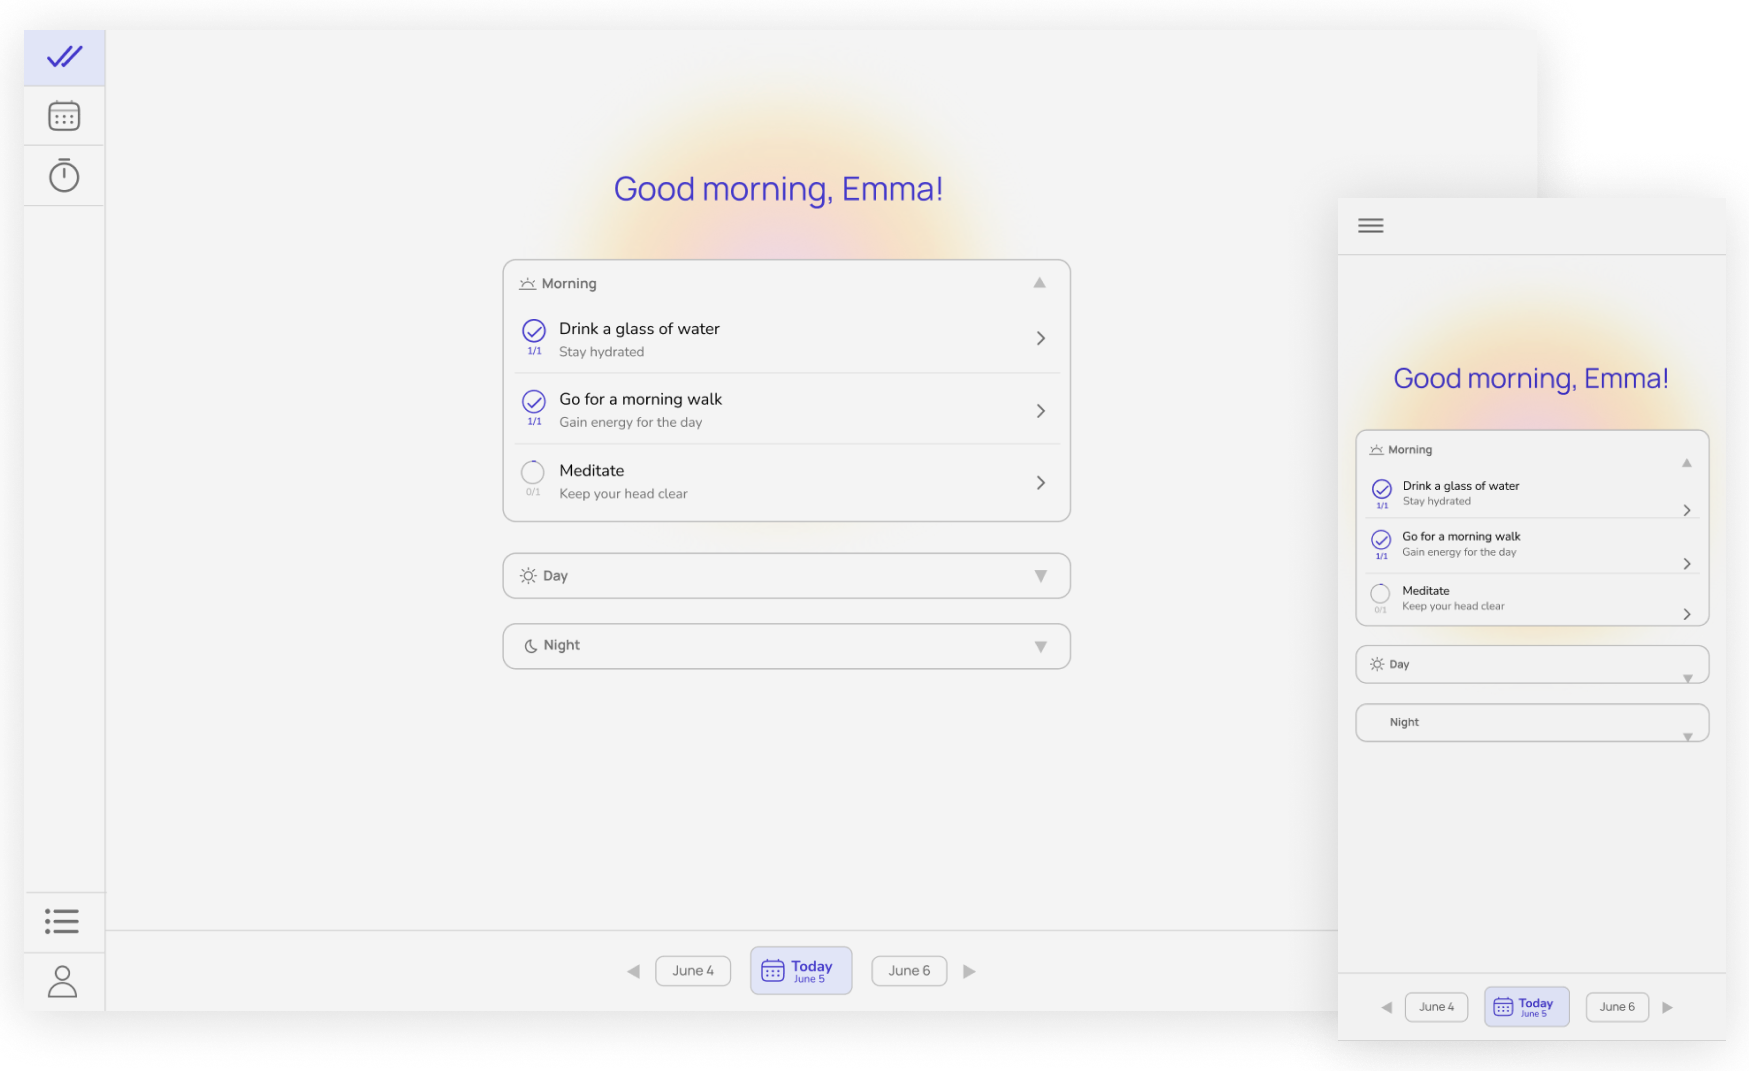 Good morning, Emma!
Morning
Drink a glass of water
1/1
Stay hydrated
Go for a morning walk
1/1
Gain energy for the day
Meditate
0/1
Keep your head clear
Day
Night
June 4
Today
June 5
June 6
Good morning, Emma!
Morning
Drink a glass of water
1/1
Stay hydrated
Go for a morning walk
1/1
Gain energy for the day
Meditate
0/1
Keep your head clear
Day
Night
June 4
Today
June 5
June 6